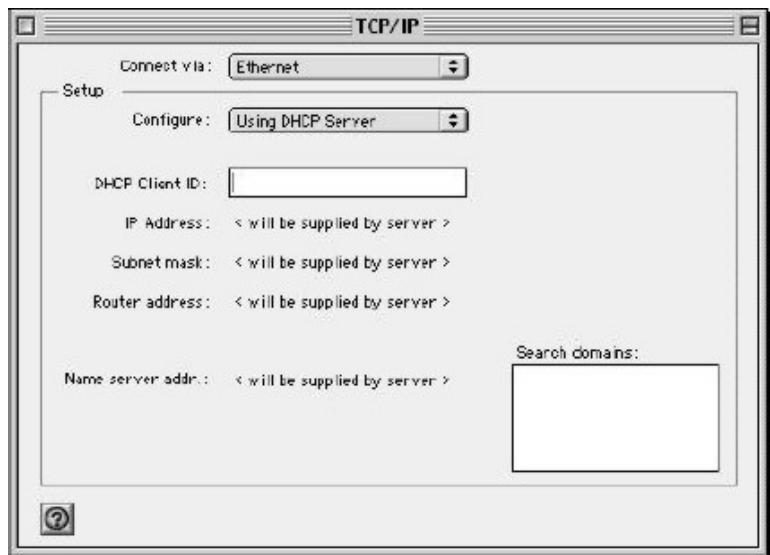 TCP/IP
Connect via: Ethernet
Setup
Configure: Using DHCP Server
DHCP Client ID:
IP Address: < will be supplied by server >
Subnet mask: < will be supplied by server >
Router address: < will be supplied by server >
Search domains:
Name server addr.: < will be supplied by server >
?